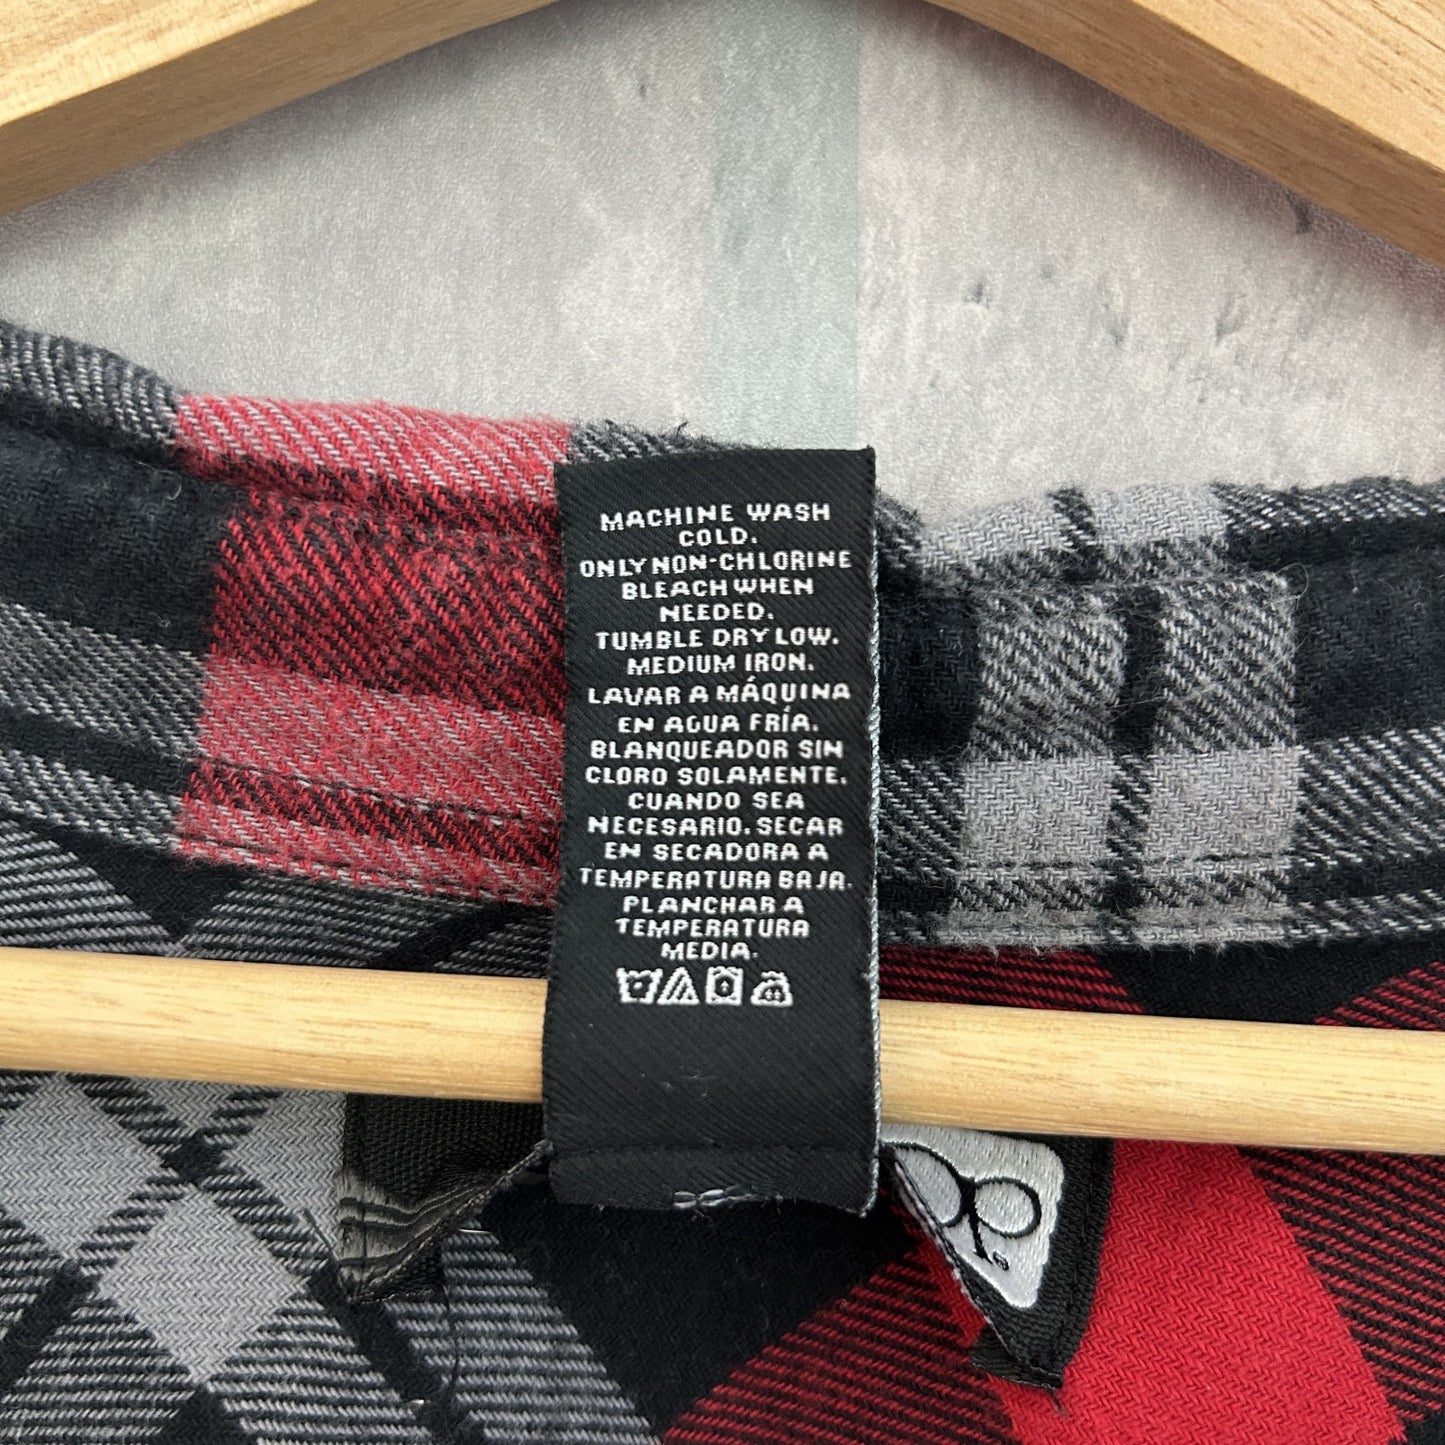 MACHINE WASH
COLD.
ONLY NON-CHLORINE
BLEACH WHEN
NEEDED.
TUMBLE DRY LOW.
MEDIUM IRON.
LAVAR A MÁQUINA
EN AGUA FRÍA.
BLANQUEADOR SIN
CLORO SOLAMENTE.
CUANDO SEA
NECESARIO. SECAR
EN SECADORA A
TEMPERATURA BAJA.
PLANCHAR A
TEMPERATURA
MEDIA.
Op
®